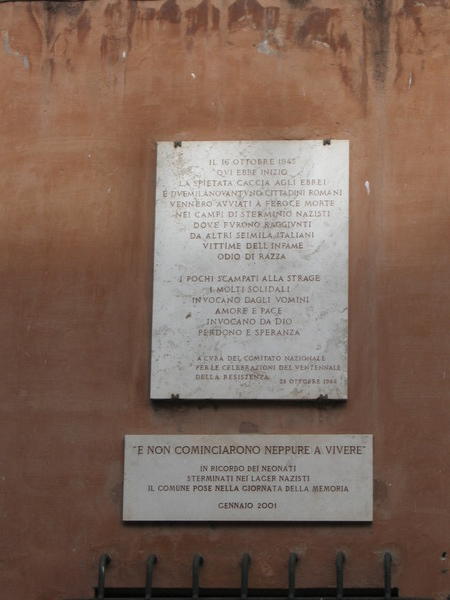 IL 16 OTTOBRE 1943
QUI EBBE INIZIO
LA SPIETATA CACCIA AGLI EBREI
E DUEMILANOVANTUNO CITTADINI ROMANI
VENNERO AVVIATI A FEROCE MORTE
NEI CAMPI DI STERMINIO NAZISTI
DOVE FURONO RAGGIUNTI
DA ALTRI SEIMILA ITALIANI
VITTIME DELL'INFAME
ODIO DI RAZZA
I POCHI SCAMPATI ALLA STRAGE
I MOLTI SOLIDALI
INVOCANO DAGLI UOMINI
AMORE E PACE
INVOCANO DA DIO
PERDONO E SPERANZA
A CURA DEL COMITATO NAZIONALE
PER LE CELEBRAZIONI DEL VENTENNALE
DELLA RESISTENZA
25 OTTOBRE 1964
"E NON COMINCIARONO NEPPURE A VIVERE"
IN RICORDO DEI NEONATI
STERMINATI NEI LAGER NAZISTI
IL COMUNE POSE NELLA GIORNATA DELLA MEMORIA
GENNAIO 2001